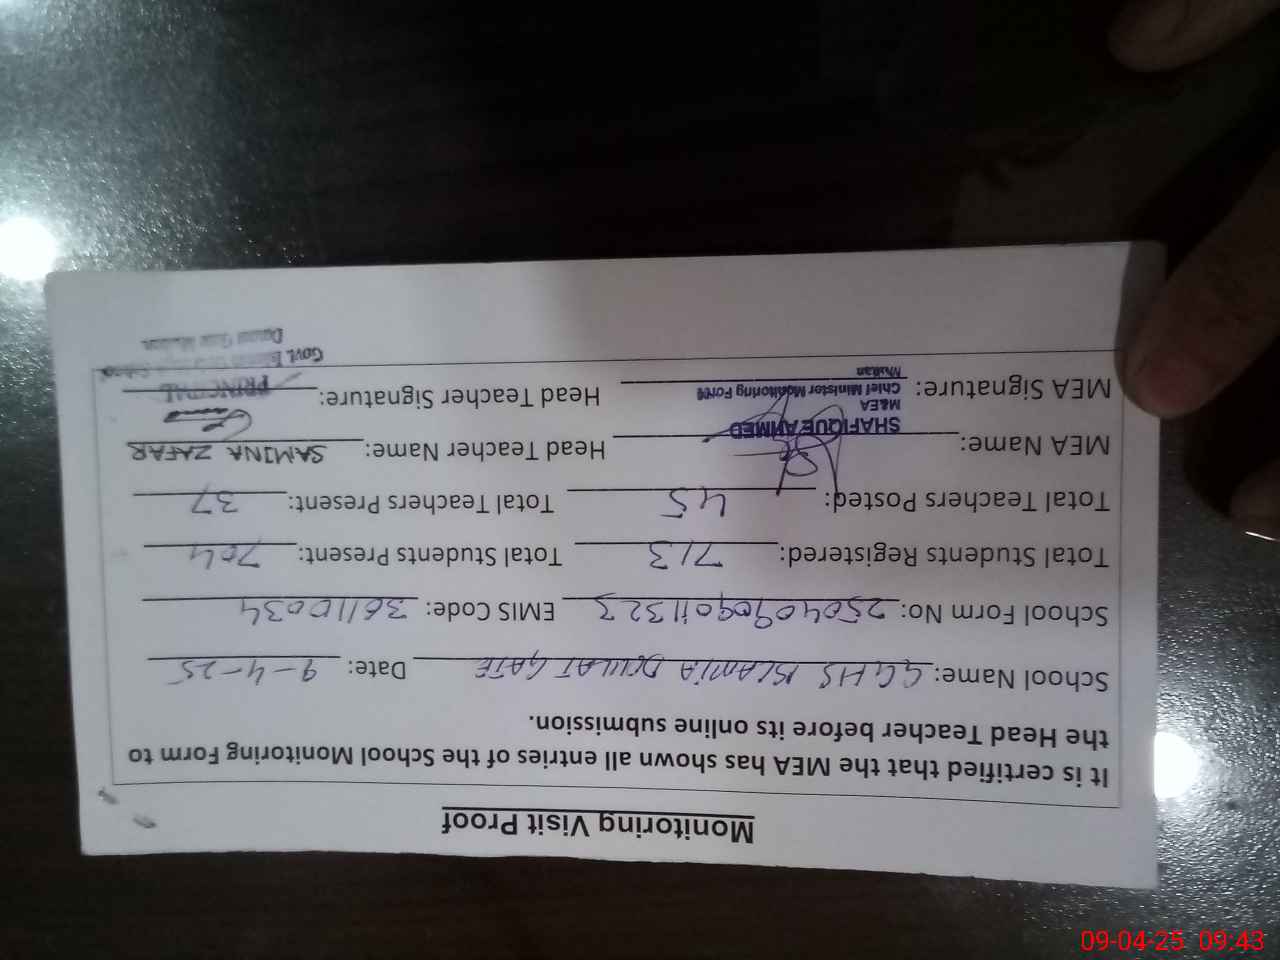 Monitoring Visit Proof
It is certified that the MEA has shown all entries of the School Monitoring Form to
the Head Teacher before its online submission.
School Name: GGHS ISLAMIA DOULAT GATE Date: 9-4-25
School Form No: 25040909011323 EMIS Code: 36110034
Total Students Registered: 713 Total Students Present: 704
Total Teachers Posted: 45 Total Teachers Present: 37
MEA Name: SHAFIQUE AHMED Head Teacher Name: SAMINA ZAFAR
M&EA
MEA Signature: Chief Minister Monitoring Force Head Teacher Signature: PRINCIPAL
Multan
Govt.
09-04-25 09:43